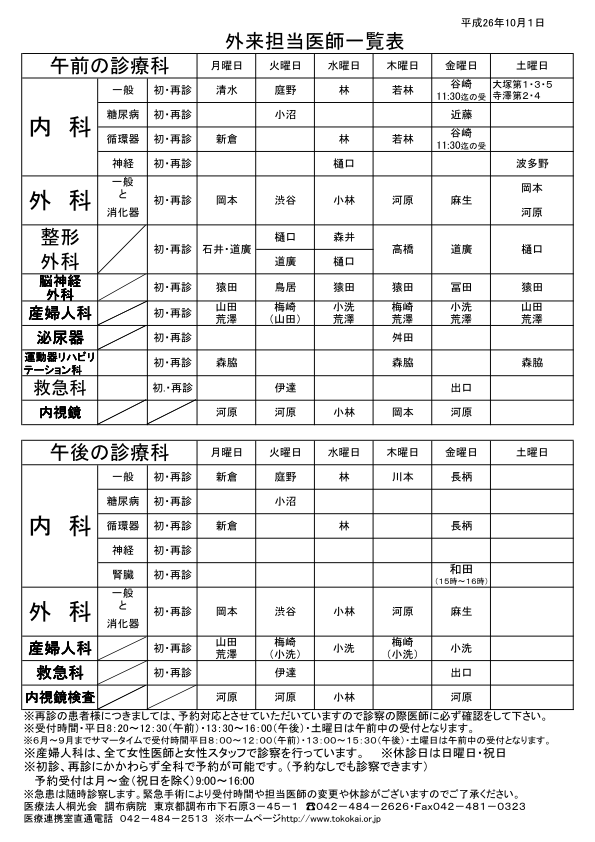 平成26年10月1日
外来担当医師一覧表
午前の診療科 月曜日 火曜日 水曜日 木曜日 金曜日 土曜日
内 科 一般 初・再診 清水 庭野 林 若林 谷崎 11:30迄の受 大塚第1・3・5 寺澤第2・4
糖尿病 初・再診 小沼 近藤
循環器 初・再診 新倉 林 若林 谷崎 11:30迄の受
神経 初・再診 樋口 波多野
外 科 一般と消化器 初・再診 岡本 渋谷 小林 河原 麻生 岡本 河原
整形外科 初・再診 石井・道廣 樋口 道廣 森井 樋口 高橋 道廣 樋口
脳神経外科 初・再診 猿田 鳥居 猿田 猿田 冨田 猿田
産婦人科 初・再診 山田 荒澤 梅崎 (山田) 小洗 荒澤 梅崎 荒澤 小洗 荒澤 山田 荒澤
泌尿器 初・再診 舛田
運動器リハビリテーション科 初・再診 森脇 森脇 森脇
救急科 初.・再診 伊達 出口
内視鏡 河原 河原 小林 岡本 河原
午後の診療科 月曜日 火曜日 水曜日 木曜日 金曜日 土曜日
内 科 一般 初・再診 新倉 庭野 林 川本 長柄
糖尿病 初・再診 小沼
循環器 初・再診 新倉 林 長柄
神経 初・再診
腎臓 初・再診 和田 (15時～16時)
外 科 一般と消化器 初・再診 岡本 渋谷 小林 河原 麻生
産婦人科 初・再診 山田 荒澤 梅崎 (小洗) 小洗 梅崎 (小洗) 小洗
救急科 初・再診 伊達 出口
内視鏡検査 河原 河原 小林 河原
※再診の患者様につきましては、予約対応とさせていただいていますので診察の際医師に必ず確認をして下さい。
※受付時間・平日8:20～12:30(午前)・13:30～16:00(午後)・土曜日は午前中の受付となります。
※6月～9月までサマータイムで受付時間平日8:00～12:00(午前)・13:00～15:30(午後)・土曜日は午前中の受付となります。
※産婦人科は、全て女性医師と女性スタッフで診察を行っています。 ※休診日は日曜日・祝日
※初診、再診にかかわらず全科で予約が可能です。(予約なしでも診察できます)
予約受付は月～金(祝日を除く)9:00～16:00
※急患は随時診察します。緊急手術により受付時間や担当医師の変更や休診がございますのでご了承ください。
医療法人桐光会 調布病院 東京都調布市下石原3-45-1 ☎042-484-2626・Fax042-481-0323
医療連携室直通電話 042-484-2513 ※ホームページhttp://www.tokokai.or.jp